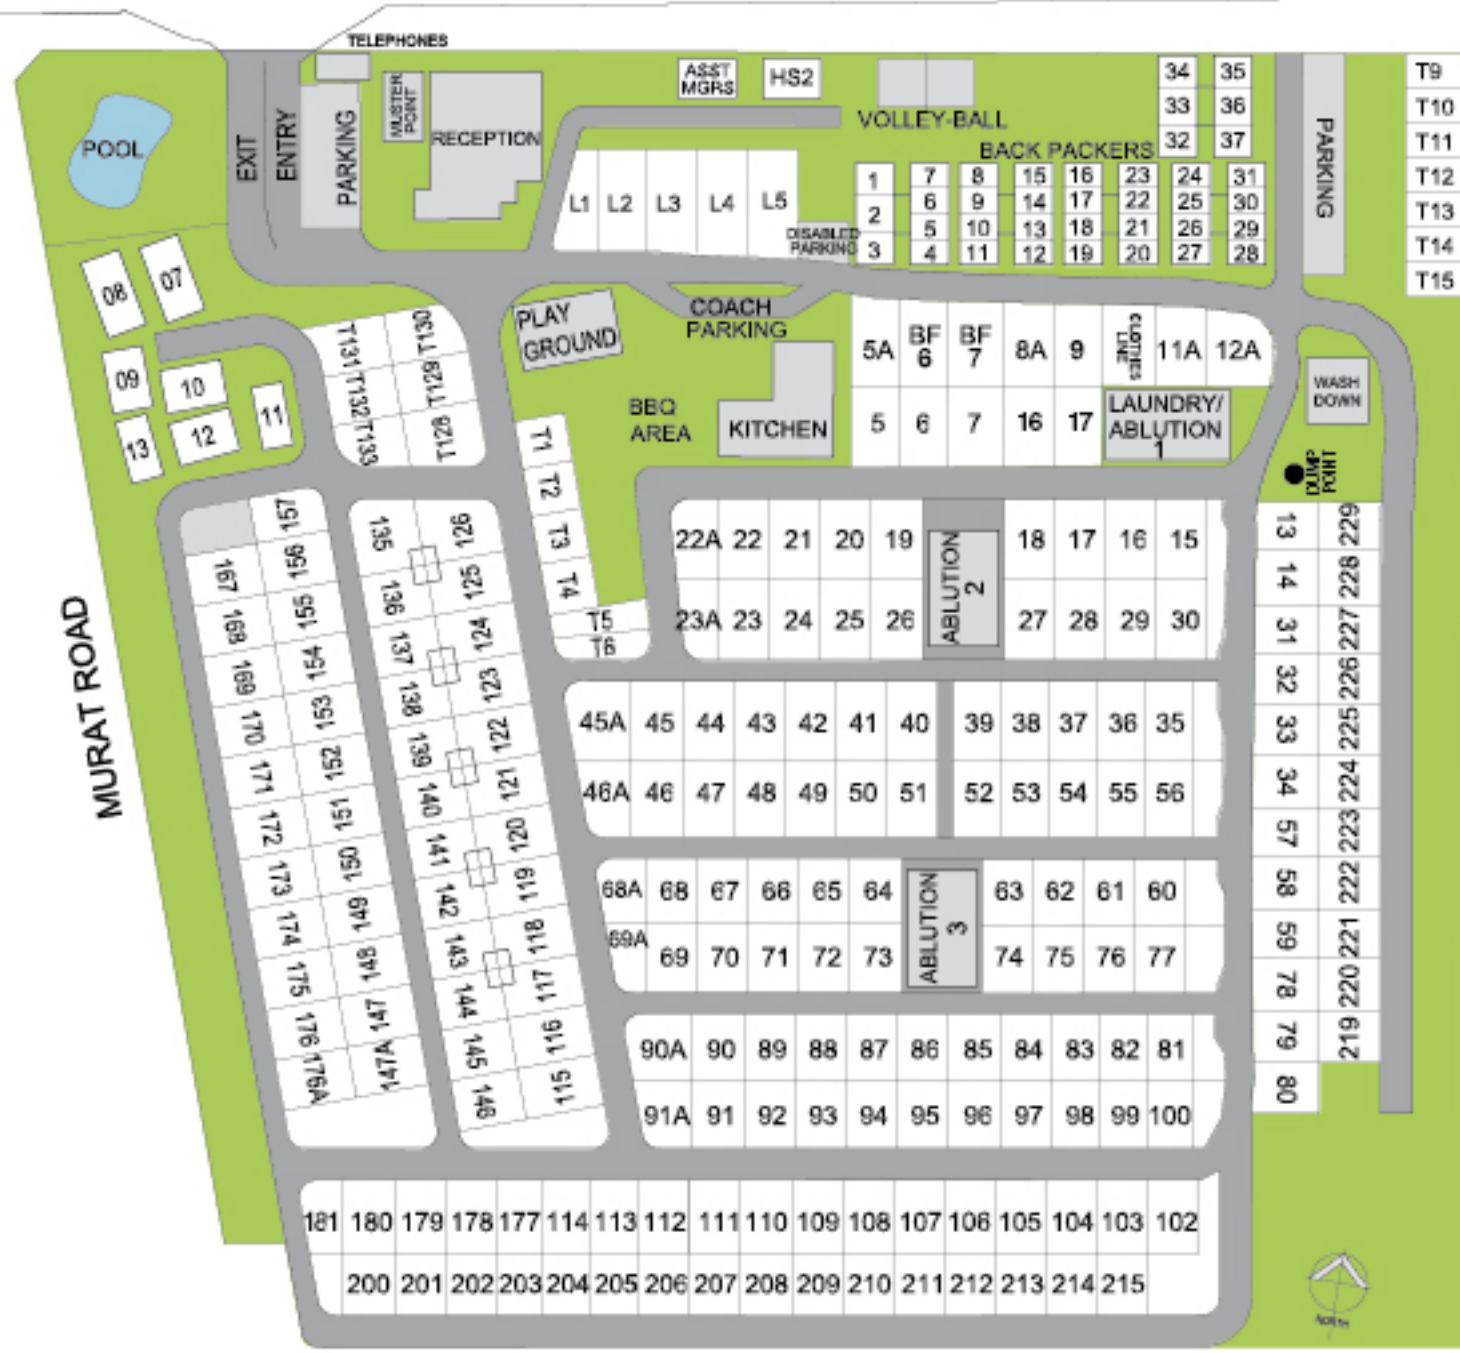 TELEPHONES
POOL
EXIT
ENTRY
PARKING
MUSTER
POINT
RECEPTION
ASST
MGRS
HS2
VOLLEY-BALL
BACK PACKERS
34 35
33 36
32 37
PARKING
T9
T10
T11
T12
T13
T14
T15
L1 L2 L3 L4 L5
DISABLED
PARKING
1 7 8 15 16 23 24 31
2 6 9 14 17 22 25 30
5 10 13 18 21 26 29
3 4 11 12 19 20 27 28
08 07
09 10 11
13 12
T131 T130
T132 T129
T133 T128
PLAY
GROUND
COACH
PARKING
BBQ
AREA
KITCHEN
5A BF
6 BF
7 8A 9 CLOTHES
LINE 11A 12A
5 6 7 16 17 LAUNDRY/
ABLUTION
1
WASH
DOWN
DUMP
POINT
T1
T2
T3
T4
T5
T6
MURAT ROAD
157
167 156
168 155
169 154
170 153
171 152
172 151
173 150
174 149
175 148
176 147
176A 147A
135 126
136 125
137 124
138 123
139 122
140 121
141 120
142 119
143 118
144 117
145 116
146 115
22A 22 21 20 19 ABLUTION
2 18 17 16 15
23A 23 24 25 26 27 28 29 30
45A 45 44 43 42 41 40 39 38 37 36 35
46A 46 47 48 49 50 51 52 53 54 55 56
68A 68 67 66 65 64 ABLUTION
3 63 62 61 60
69A 69 70 71 72 73 74 75 76 77
90A 90 89 88 87 86 85 84 83 82 81
91A 91 92 93 94 95 96 97 98 99 100
13 229
14 228
31 227
32 226
33 225
34 224
57 223
58 222
59 221
78 220
79 219
80
181 180 179 178 177 114 113 112 111 110 109 108 107 106 105 104 103 102
200 201 202 203 204 205 206 207 208 209 210 211 212 213 214 215
NORTH